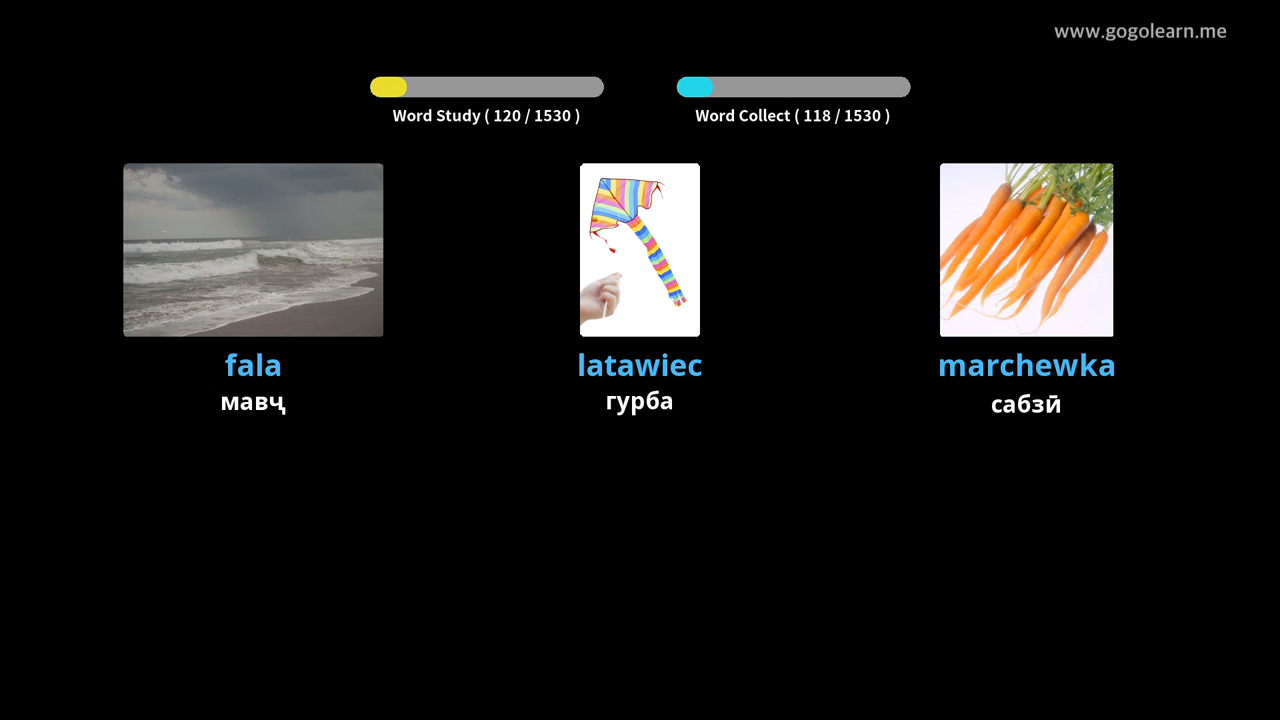 www.gogolearn.me
Word Study ( 120 / 1530 )
Word Collect ( 118 / 1530 )
fala
latawiec
marchewka
мавҷ
гурба
сабзӣ